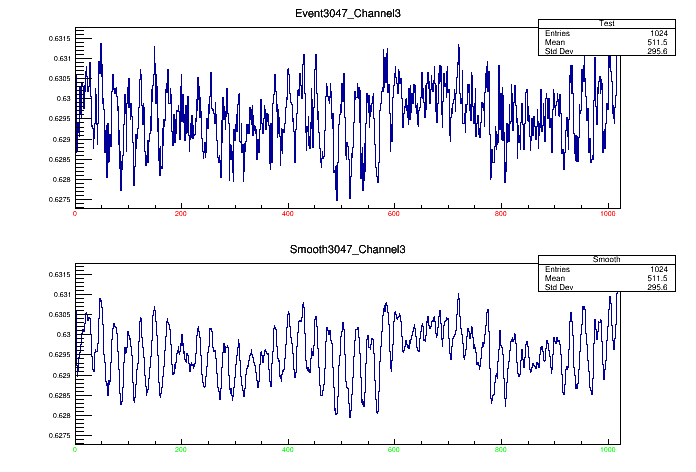 Event3047_Channel3
Test
Entries 1024
Mean 511.5
Std Dev 295.6
0.6315
0.631
0.6305
0.63
0.6295
0.629
0.6285
0.628
0.6275
0 200 400 600 800 1000
Smooth3047_Channel3
Smooth
Entries 1024
Mean 511.5
Std Dev 295.6
0.6315
0.631
0.6305
0.63
0.6295
0.629
0.6285
0.628
0.6275
0 200 400 600 800 1000